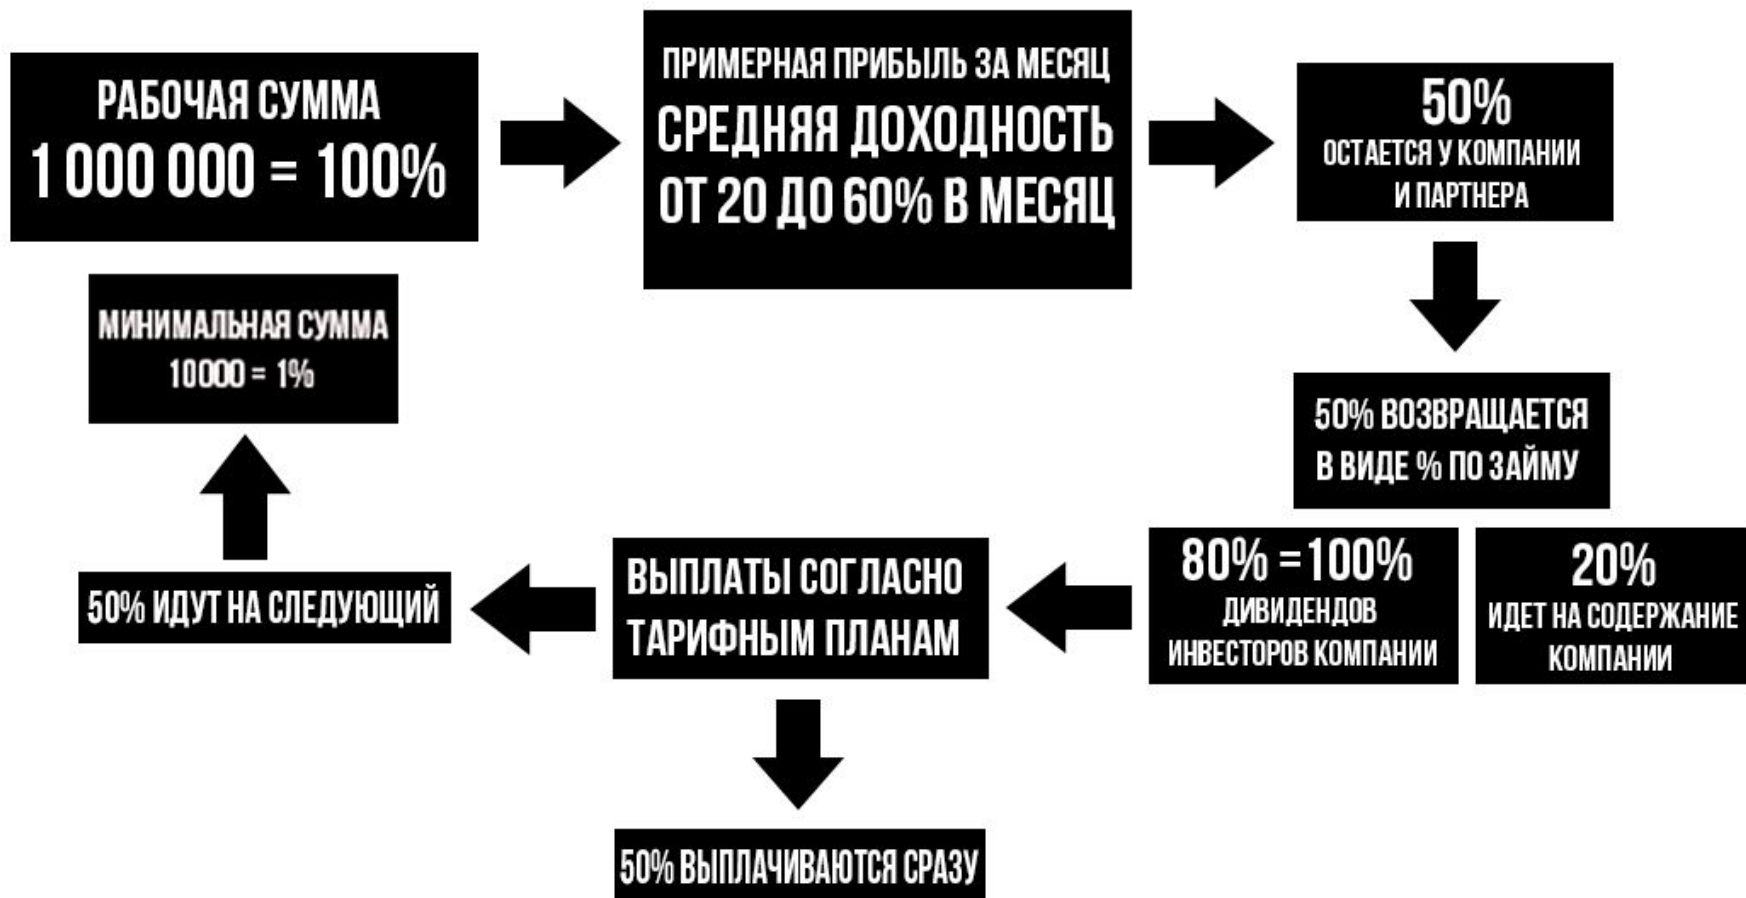 РАБОЧАЯ СУММА
1 000 000 = 100%
ПРИМЕРНАЯ ПРИБЫЛЬ ЗА МЕСЯЦ
СРЕДНЯЯ ДОХОДНОСТЬ
ОТ 20 ДО 60% В МЕСЯЦ
50%
ОСТАЕТСЯ У КОМПАНИИ
И ПАРТНЕРА
50% ВОЗВРАЩАЕТСЯ
В ВИДЕ % ПО ЗАЙМУ
80% =100%
ДИВИДЕНДОВ
ИНВЕСТОРОВ КОМПАНИИ
20%
ИДЕТ НА СОДЕРЖАНИЕ
КОМПАНИИ
ВЫПЛАТЫ СОГЛАСНО
ТАРИФНЫМ ПЛАНАМ
50% ВЫПЛАЧИВАЮТСЯ СРАЗУ
50% ИДУТ НА СЛЕДУЮЩИЙ
МИНИМАЛЬНАЯ СУММА
10000 = 1%